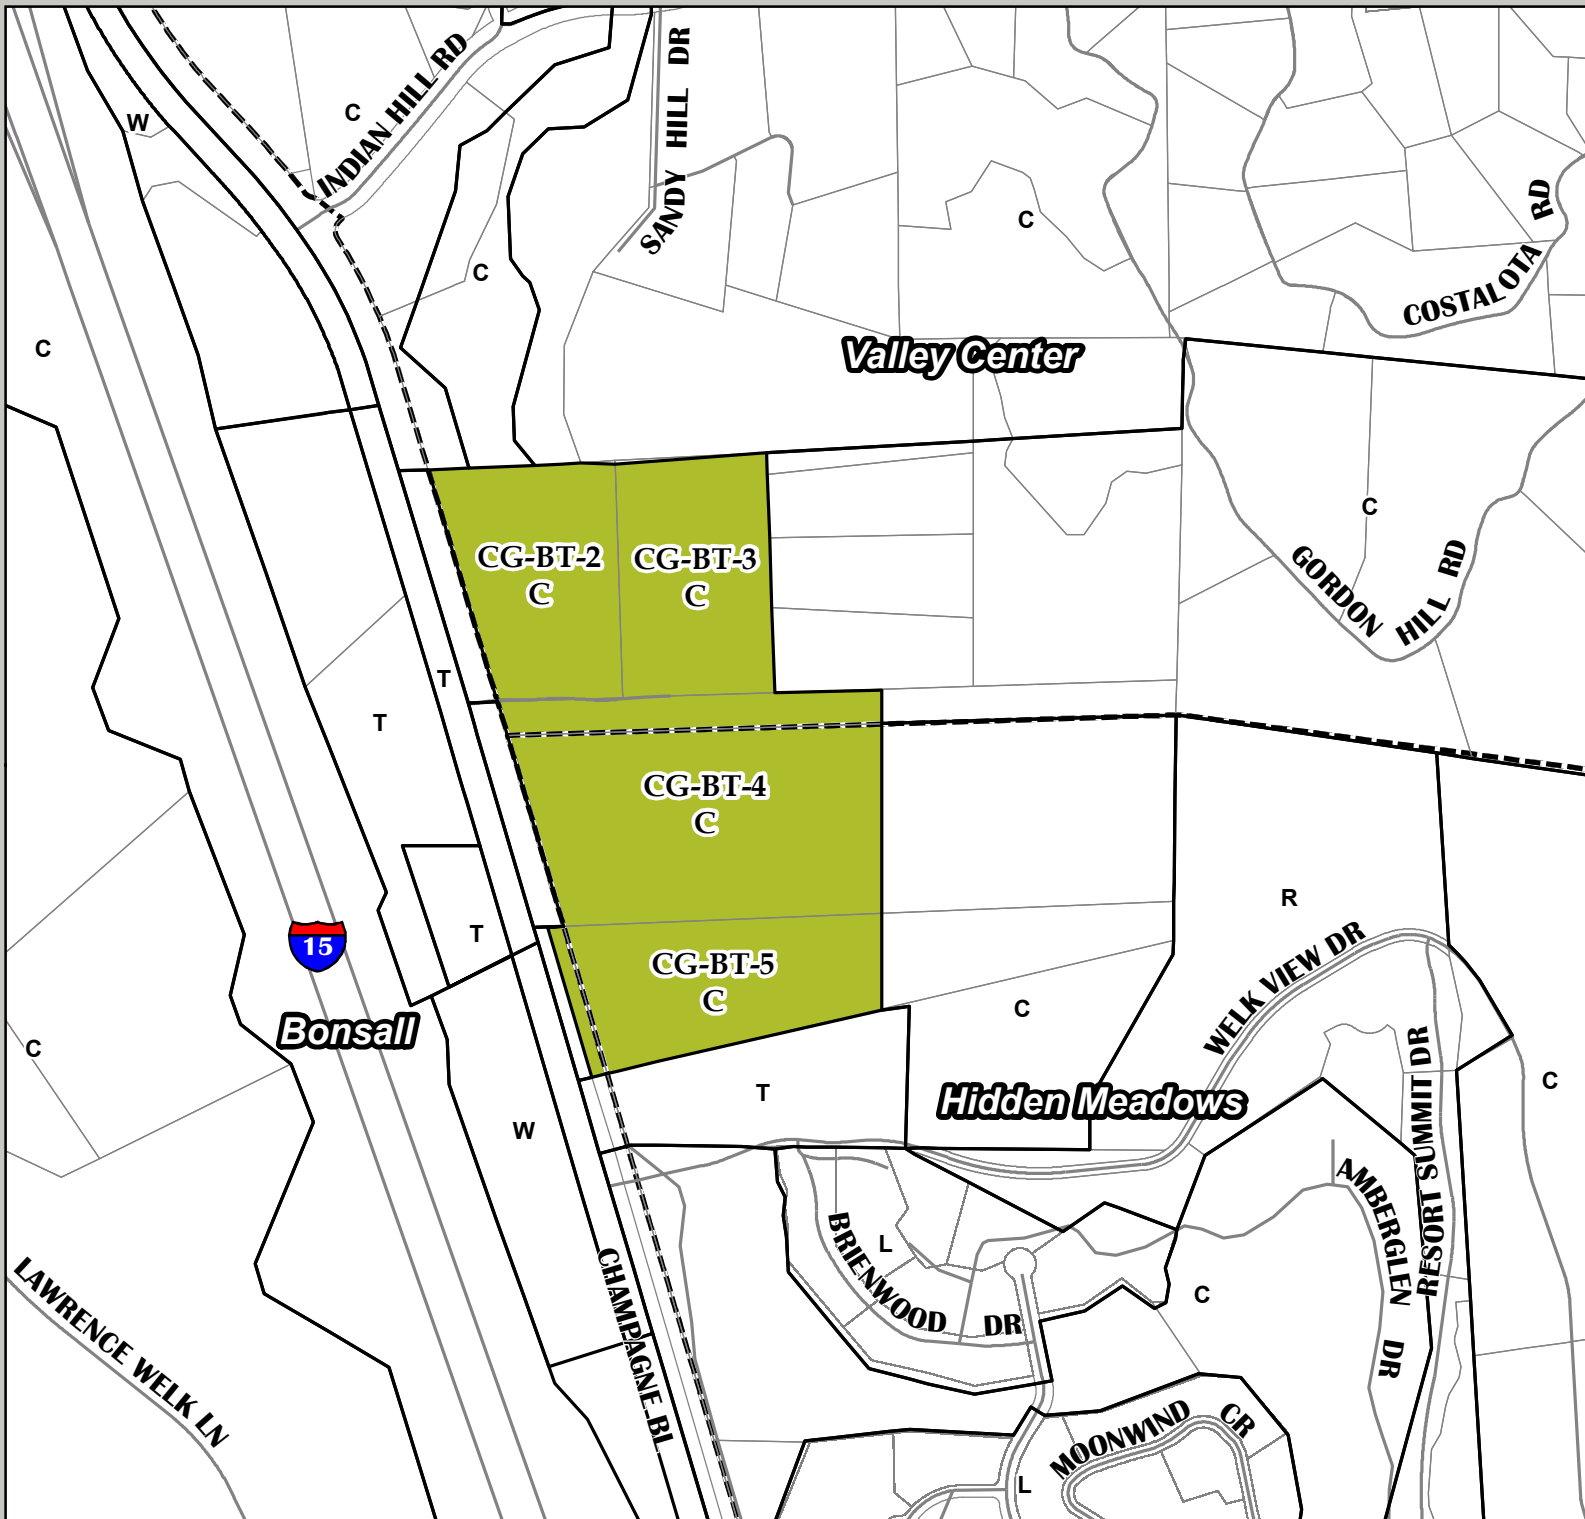 INDIAN HILL RD
SANDY HILL DR
W
C
C
C
COSTALOTA RD
C
Valley Center
C
GORDON HILL RD
CG-BT-2
C
CG-BT-3
C
T
T
CG-BT-4
C
R
T
15
WELK VIEW DR
CG-BT-5
C
C
Bonsall
C
T
Hidden Meadows
C
W
RESORT SUMMIT DR
AMBERGLEN DR
BRIENWOOD DR
L
C
LAWRENCE WELK LN
CHAMPAGNE BL
MOONWIND CR
L